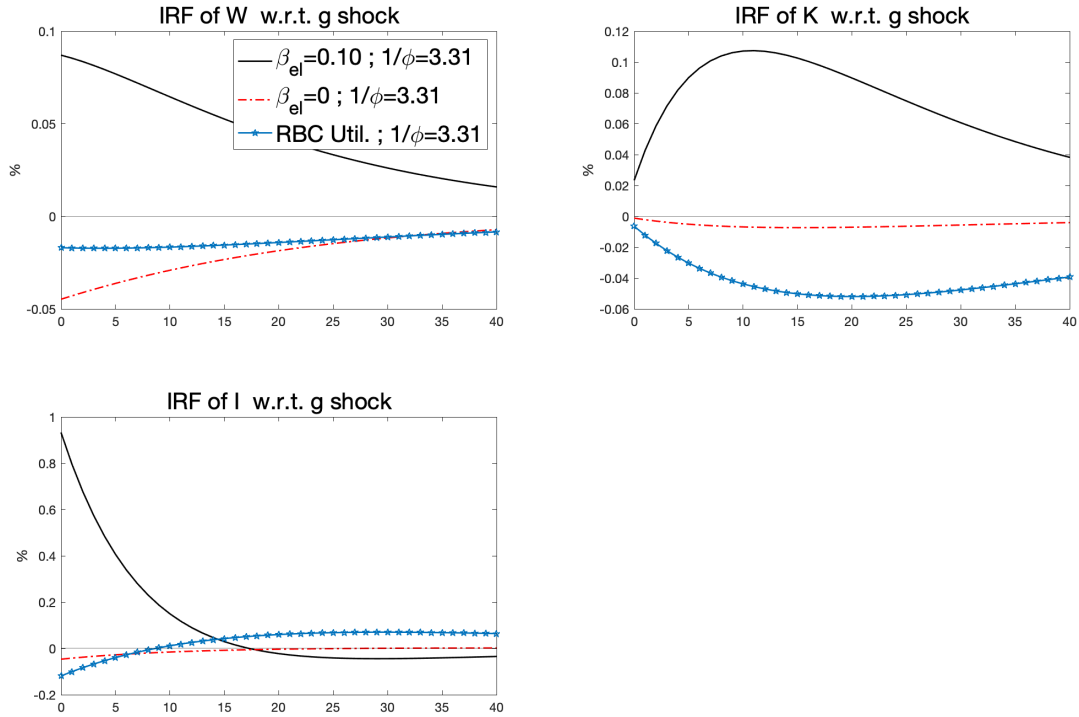 IRF of W w.r.t. g shock
0.1
0.05
0
-0.05
%
β_el=0.10 ; 1/ϕ=3.31
β_el=0 ; 1/ϕ=3.31
RBC Util. ; 1/ϕ=3.31
0 5 10 15 20 25 30 35 40
IRF of K w.r.t. g shock
0.12
0.1
0.08
0.06
0.04
0.02
0
-0.02
-0.04
-0.06
%
0 5 10 15 20 25 30 35 40
IRF of I w.r.t. g shock
1
0.8
0.6
0.4
0.2
0
-0.2
%
0 5 10 15 20 25 30 35 40